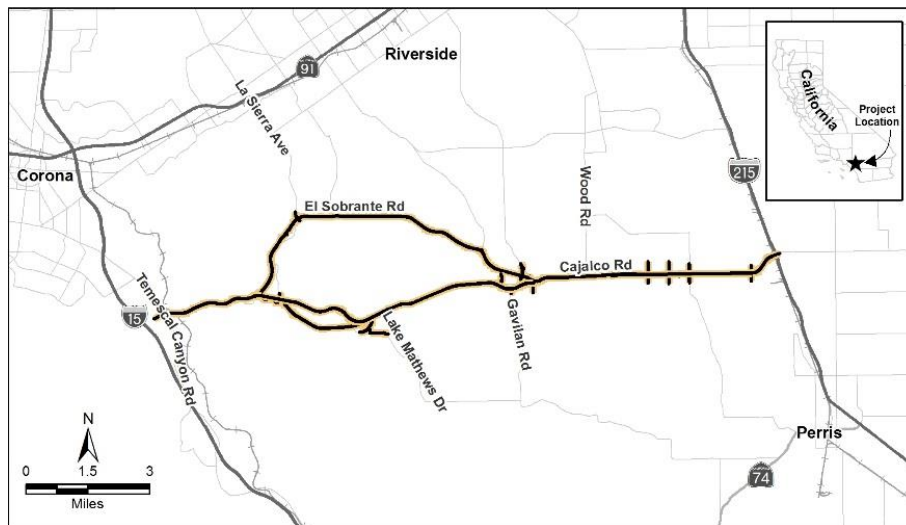 Riverside
91
La Sierra Ave
California
Project
Location
Corona
Wood Rd
215
El Sobrante Rd
Cajalco Rd
Temescal Canyon Rd
15
Gavilan Rd
Lake Mathews Dr
N
0 1.5 3
Miles
Perris
74